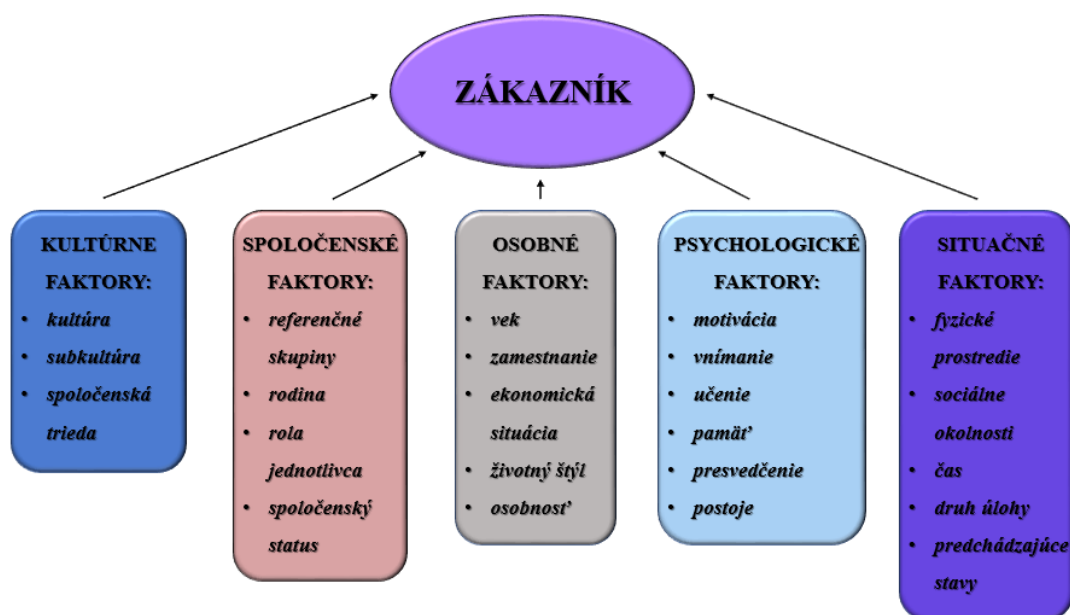 ZÁKAZNÍK
KULTÚRNE
FAKTORY:
• kultúra
• subkultúra
• spoločenská
trieda
SPOLOČENSKÉ
FAKTORY:
• referenčné
skupiny
• rodina
• rola
jednotlivca
• spoločenský
status
OSOBNÉ
FAKTORY:
• vek
• zamestnanie
• ekonomická
situácia
• životný štýl
• osobnosť
PSYCHOLOGICKÉ
FAKTORY:
• motivácia
• vnímanie
• učenie
• pamäť
• presvedčenie
• postoje
SITUAČNÉ
FAKTORY:
• fyzické
prostredie
• sociálne
okolnosti
• čas
• druh úlohy
• predchádzajúce
stavy